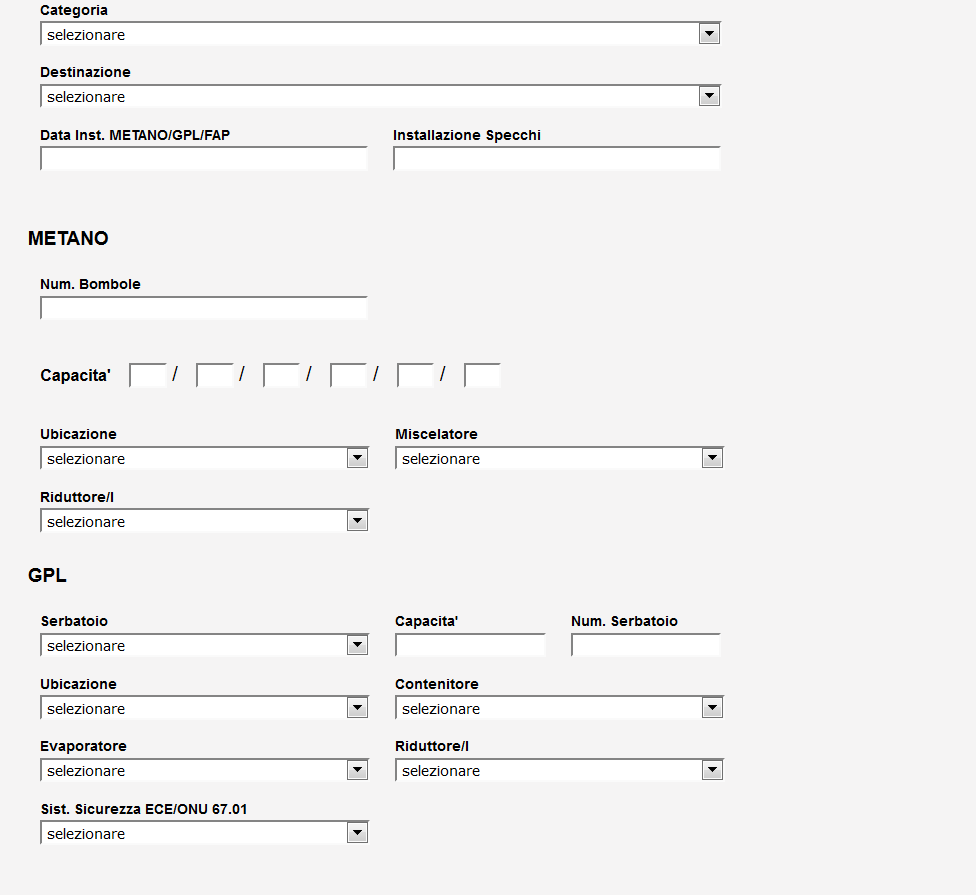 Categoria
selezionare
Destinazione
selezionare
Data Inst. METANO/GPL/FAP Installazione Specchi
METANO
Num. Bombole
Capacita' / / / / /
Ubicazione Miscelatore
selezionare selezionare
Riduttore/I
selezionare
GPL
Serbatoio Capacita' Num. Serbatoio
selezionare
Ubicazione Contenitore
selezionare selezionare
Evaporatore Riduttore/I
selezionare selezionare
Sist. Sicurezza ECE/ONU 67.01
selezionare